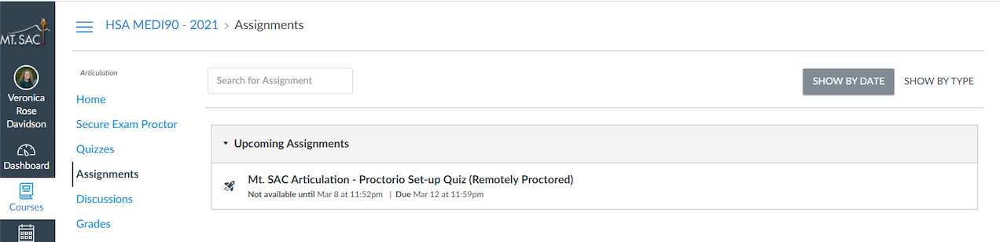 MT. SAC
Veronica
Rose
Davidson
Dashboard
Courses
HSA MEDI90 - 2021 › Assignments
Articulation
Home
Secure Exam Proctor
Quizzes
Assignments
Discussions
Grades
Search for Assignment
SHOW BY DATE SHOW BY TYPE
Upcoming Assignments
Mt. SAC Articulation - Proctorio Set-up Quiz (Remotely Proctored)
Not available until Mar 8 at 11:52pm | Due Mar 12 at 11:59pm